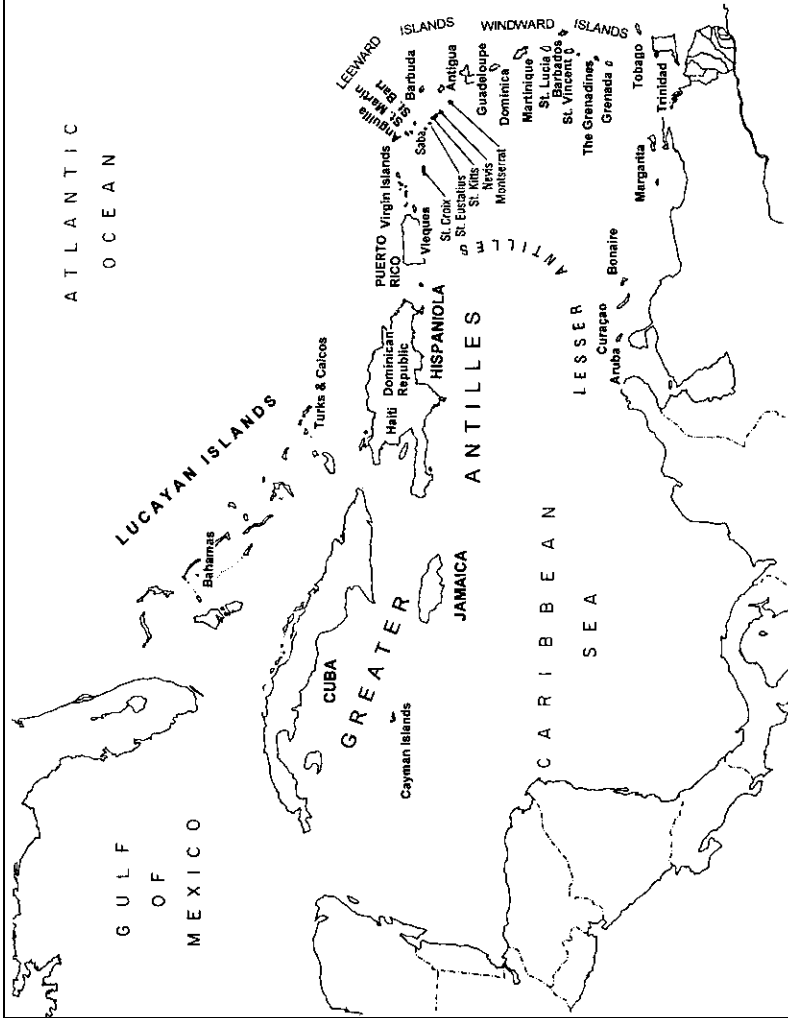 ATLANTIC
OCEAN
GULF
OF
MEXICO
LUCAYAN ISLANDS
Bahamas
Turks & Caicos
CUBA
GREATER
ANTILLES
Cayman Islands
JAMAICA
Haiti
Dominican
Republic
HISPANIOLA
PUERTO
RICO
Vieques
Virgin Islands
LEEWARD
ISLANDS
Anguilla
St. Martin
St. Barr
Saba
Barbuda
Antigua
St. Croix
St. Eustatius
St. Kitts
Nevis
Montserrat
Guadeloupe
Dominica
WINDWARD
ISLANDS
Martinique
St. Lucia
Barbados
St. Vincent
The Grenadines
Grenada
Tobago
Trinidad
Margarita
LESSER
ANTILLES
Bonaire
Curaçao
Aruba
CARIBBEAN
SEA